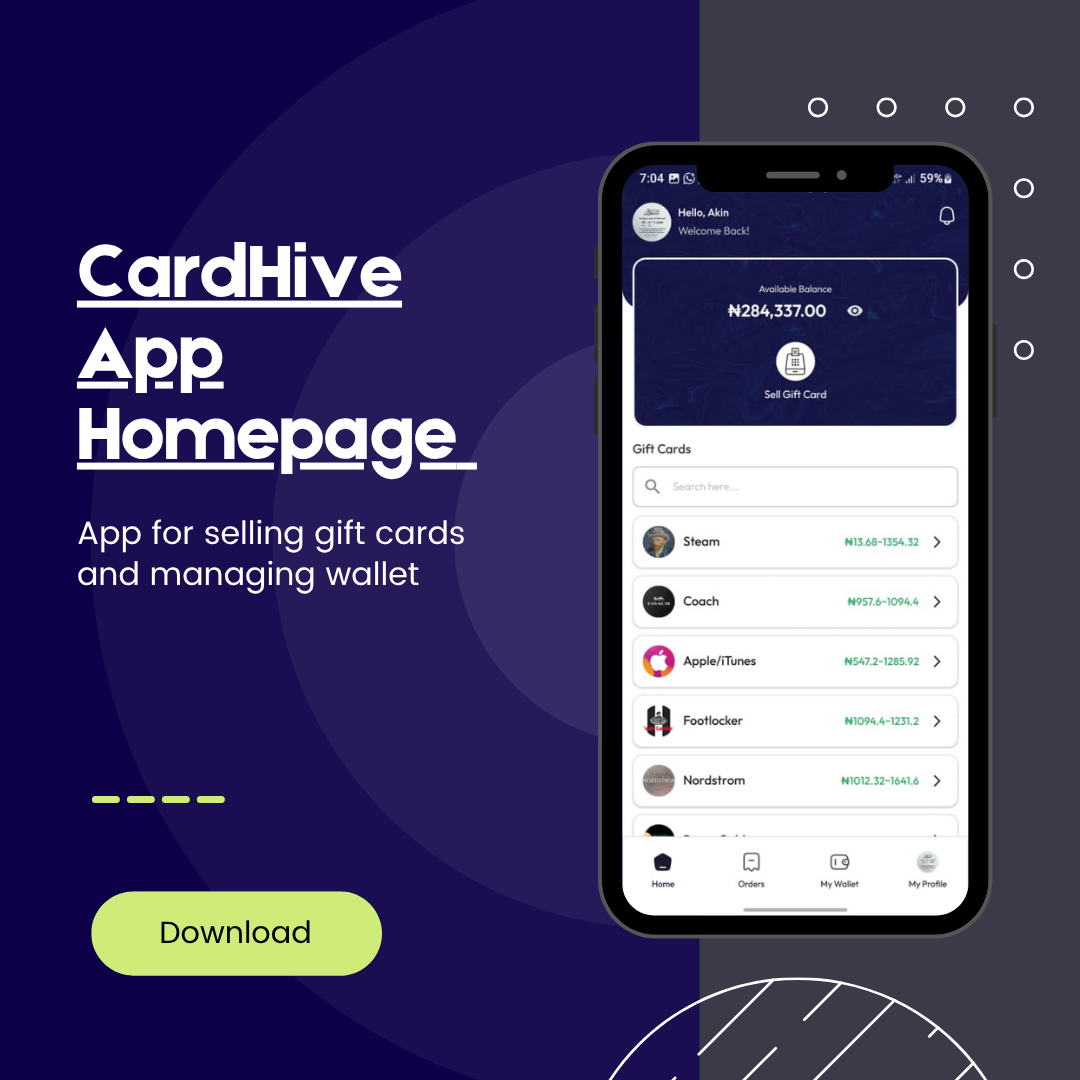 CardHive
App
Homepage
App for selling gift cards
and managing wallet
Download
7:04
59%
Hello, Akin
Welcome Back!
Available Balance
₦284,337.00
Sell Gift Card
Gift Cards
Search here...
Steam ₦13.68-1354.32
Coach ₦957.6-1094.4
COACH
Apple/iTunes ₦547.2-1285.92
Footlocker ₦1094.4-1231.2
Nordstrom ₦1012.32-1641.6
NORDSTROM
Home Orders My Wallet My Profile